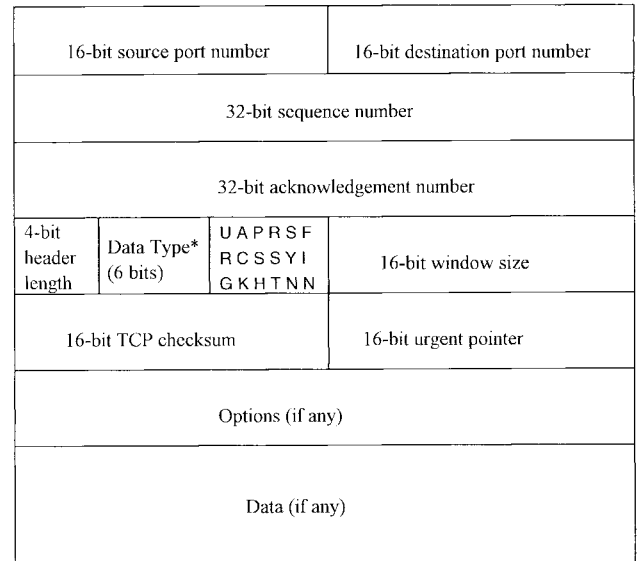 16-bit source port number
16-bit destination port number
32-bit sequence number
32-bit acknowledgement number
4-bit
header
length
Data Type*
(6 bits)
U A P R S F
R C S S Y I
G K H T N N
16-bit window size
16-bit TCP checksum
16-bit urgent pointer
Options (if any)
Data (if any)